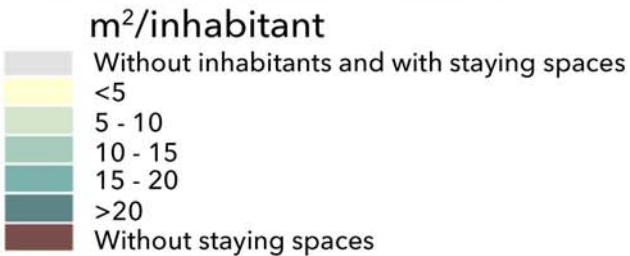 m²/inhabitant
Without inhabitants and with staying spaces
<5
5 - 10
10 - 15
15 - 20
>20
Without staying spaces